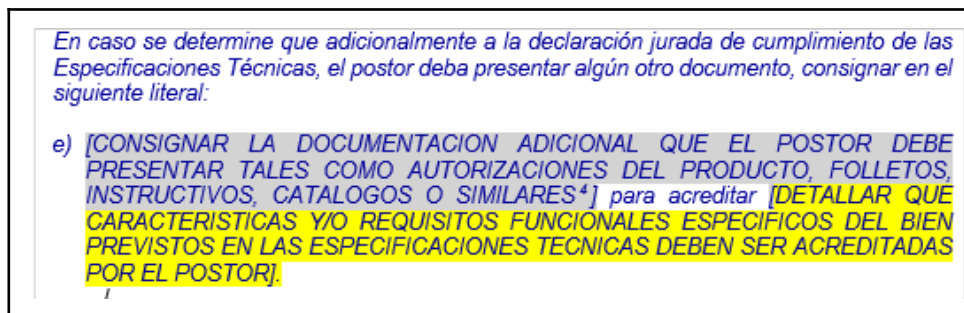 En caso se determine que adicionalmente a la declaración jurada de cumplimiento de las
Especificaciones Técnicas, el postor deba presentar algún otro documento, consignar en el
siguiente literal:
e) [CONSIGNAR LA DOCUMENTACION ADICIONAL QUE EL POSTOR DEBE
PRESENTAR TALES COMO AUTORIZACIONES DEL PRODUCTO, FOLLETOS,
INSTRUCTIVOS, CATALOGOS O SIMILARES⁴] para acreditar [DETALLAR QUÉ
CARACTERISTICAS Y/O REQUISITOS FUNCIONALES ESPECIFICOS DEL BIEN
PREVISTOS EN LAS ESPECIFICACIONES TECNICAS DEBEN SER ACREDITADAS
POR EL POSTOR].